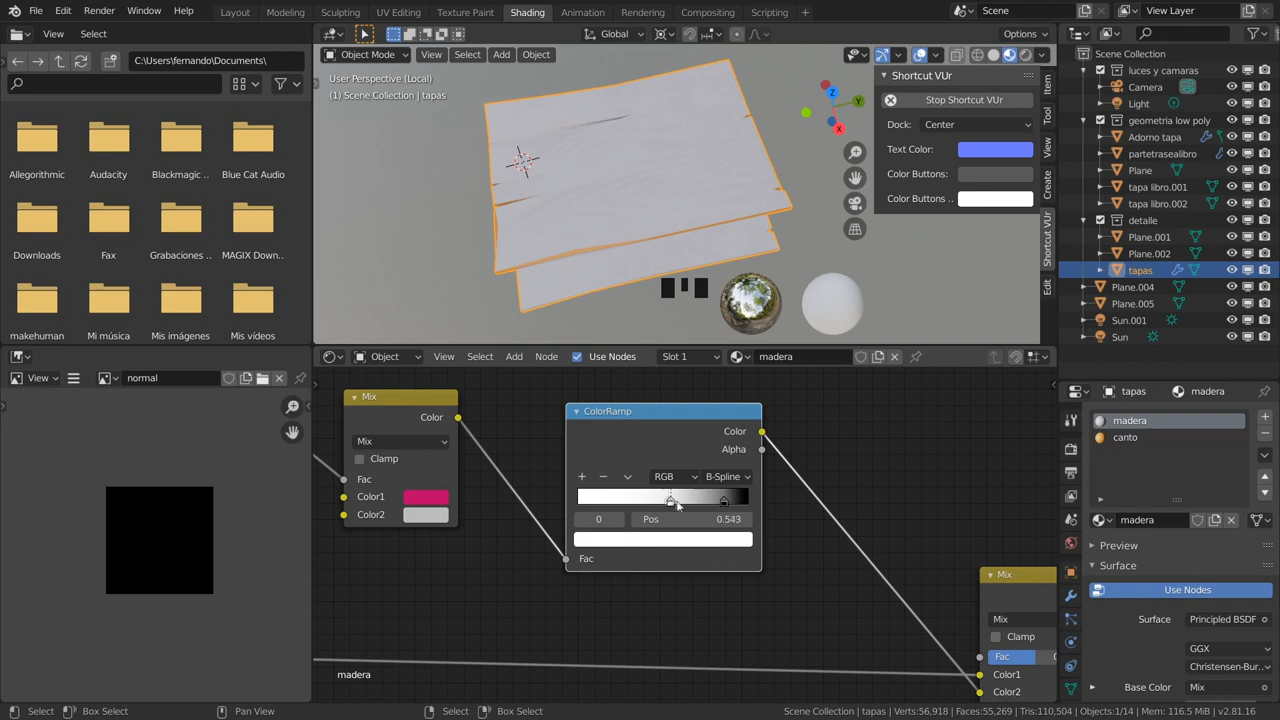 File Edit Render Window Help
Layout Modeling Sculpting UV Editing Texture Paint Shading Animation Rendering Compositing Scripting +
Scene
View Layer
View Select
C:\Users\fernando\Documents\
Allegorithmic Audacity Blackmagic .. Blue Cat Audio
Downloads Fax Grabaciones .. MAGIX Down..
makehuman Mi música Mis imágenes Mis vídeos
Global
Options
Object Mode View Select Add Object
User Perspective (Local)
(1) Scene Collection | tapas
Z
Y
X
Shortcut VUr
Stop Shortcut VUr
Dock: Center
Text Color:
Color Buttons:
Color Buttons ..
Item
Tool
View
Create
Shortcut VUr
Edit
Scene Collection
luces y camaras
Camera
Light
geometria low poly
Adorno tapa
partetrasealibro
Plane
tapa libro.001
tapa libro.002
detalle
Plane.001
Plane.002
tapas
Plane.004
Plane.005
Sun.001
Sun
View
normal
Object View Select Add Node Use Nodes Slot 1 madera
Mix
Color
Mix
Clamp
Fac
Color1
Color2
ColorRamp
Color
Alpha
RGB B-Spline
0 Pos 0.543
Fac
Mix
Mix
Clamp
Fac
Color1
Color2
madera
tapas madera
madera
canto
madera
Preview
Surface
Use Nodes
Surface Principled BSDF
GGX
Christensen-Bur..
Base Color Mix
Select Box Select Pan View Select Box Select
Scene Collection | tapas | Verts:56,918 | Faces:55,269 | Tris:110,504 | Objects:1/14 | Mem: 116.5 MiB | v2.81.16